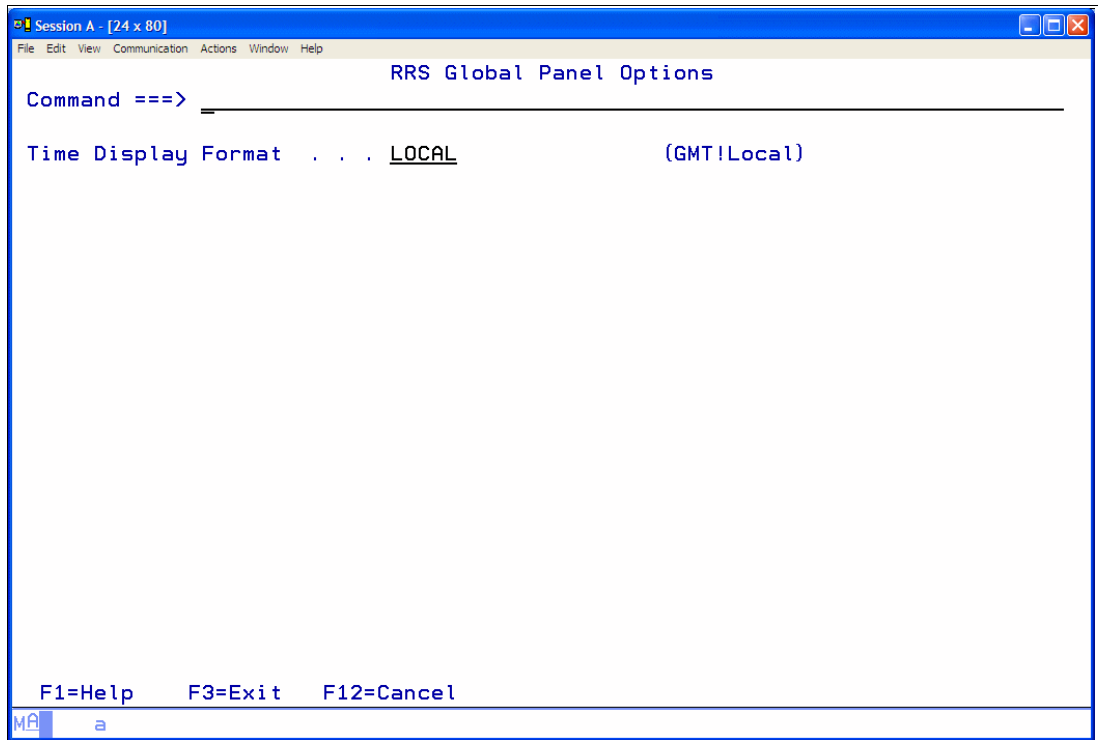 Session A - [24 x 80]
File Edit View Communication Actions Window Help
RRS Global Panel Options
Command ===> _
Time Display Format . . . LOCAL (GMT!Local)
F1=Help F3=Exit F12=Cancel
MA a